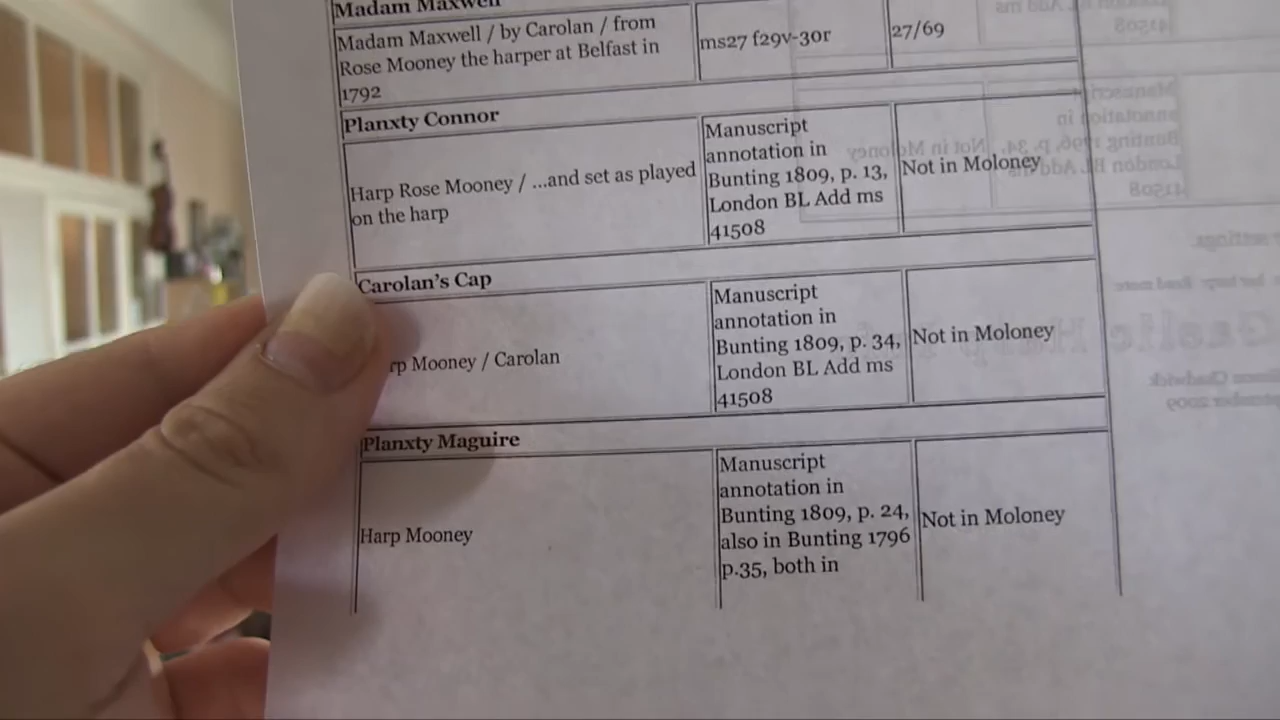 Madam Maxwell
Madam Maxwell / by Carolan / from
Rose Mooney the harper at Belfast in
1792
ms27 f29v-30r
27/69
Planxty Connor
Harp Rose Mooney / ...and set as played
on the harp
Manuscript
annotation in
Bunting 1809, p. 13,
London BL Add ms
41508
Not in Moloney
Carolan's Cap
rp Mooney / Carolan
Manuscript
annotation in
Bunting 1809, p. 34,
London BL Add ms
41508
Not in Moloney
Planxty Maguire
Harp Mooney
Manuscript
annotation in
Bunting 1809, p. 24,
also in Bunting 1796
p.35, both in
Not in Moloney